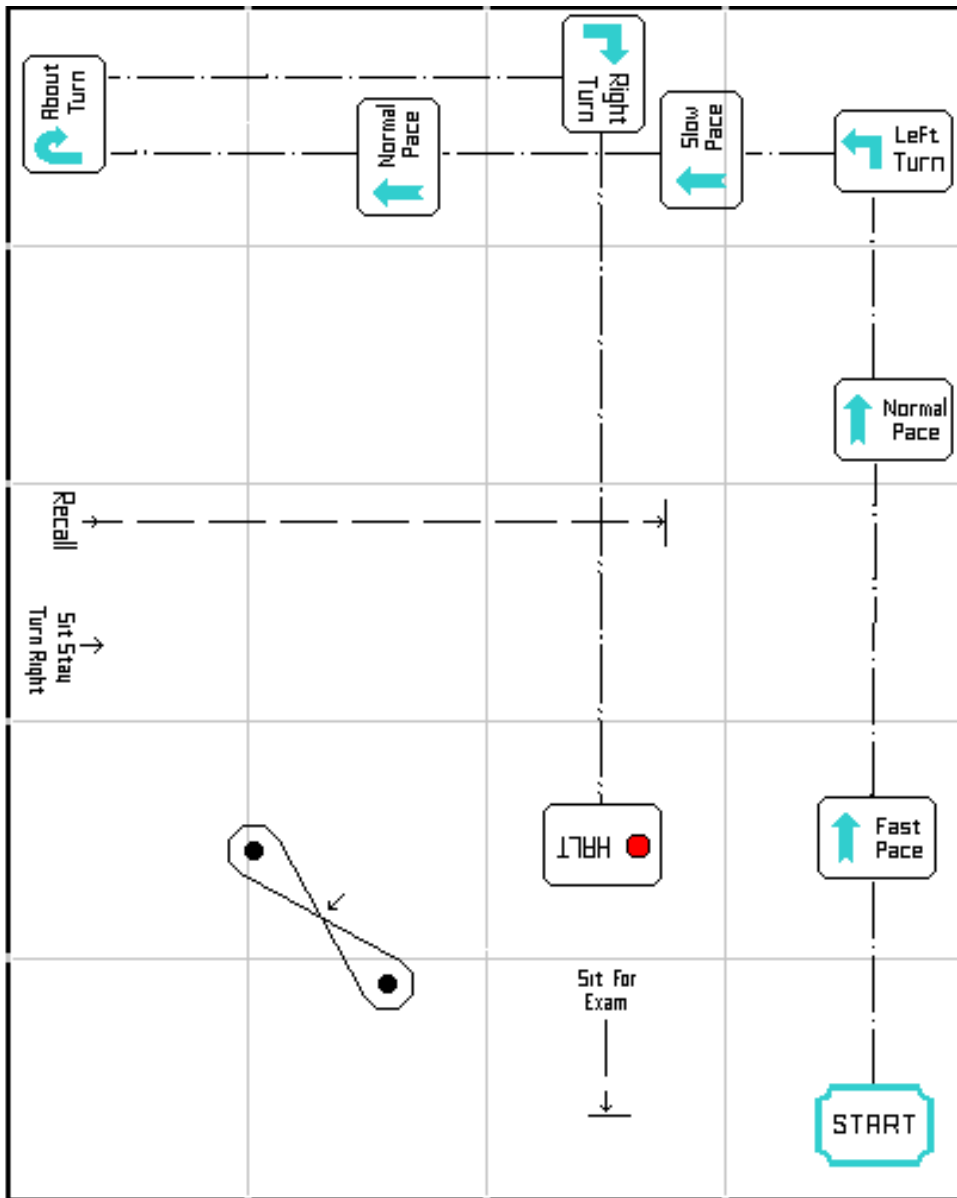 About
Turn
Right
Turn
Normal
Pace
Slow
Pace
LeFt
Turn
Normal
Pace
Recall
Sit Stay
Turn Right
Fast
Pace
HALT
Sit For
Exam
START